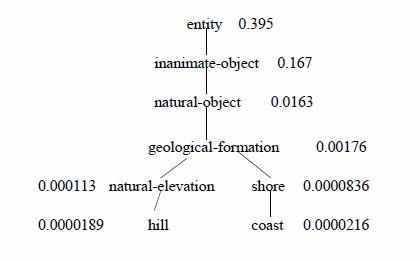 entity 0.395
inanimate-object 0.167
natural-object 0.0163
geological-formation 0.00176
0.000113 natural-elevation shore 0.0000836
0.0000189 hill coast 0.0000216